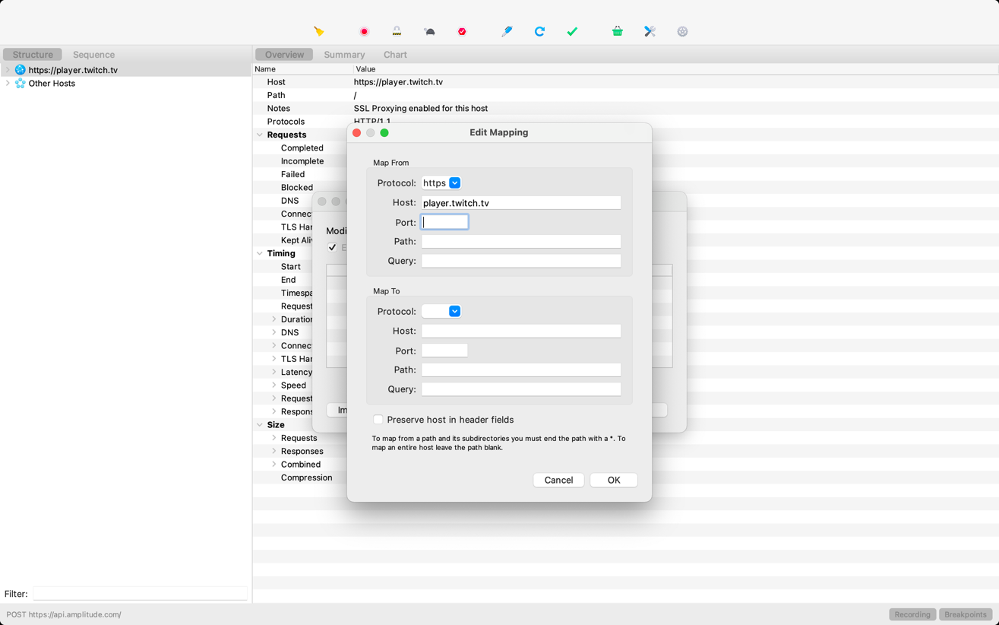 Structure Sequence Overview Summary Chart
https://player.twitch.tv
Other Hosts
Name Value
Host https://player.twitch.tv
Path /
Notes SSL Proxying enabled for this host
Protocols HTTP/1.1
Requests
Completed
Incomplete
Failed
Blocked
DNS
Connec
TLS Har
Kept Aliv
Timing
Start
End
Timespa
Request
Duration
DNS
Connec
TLS Har
Latency
Speed
Request
Respons
Size
Requests
Responses
Combined
Compression
Modi
E
Im
Edit Mapping
Map From
Protocol: https
Host: player.twitch.tv
Port:
Path:
Query:
Map To
Protocol:
Host:
Port:
Path:
Query:
Preserve host in header fields
To map from a path and its subdirectories you must end the path with a *. To
map an entire host leave the path blank.
Cancel OK
Filter:
POST https://api.amplitude.com/ Recording Breakpoints